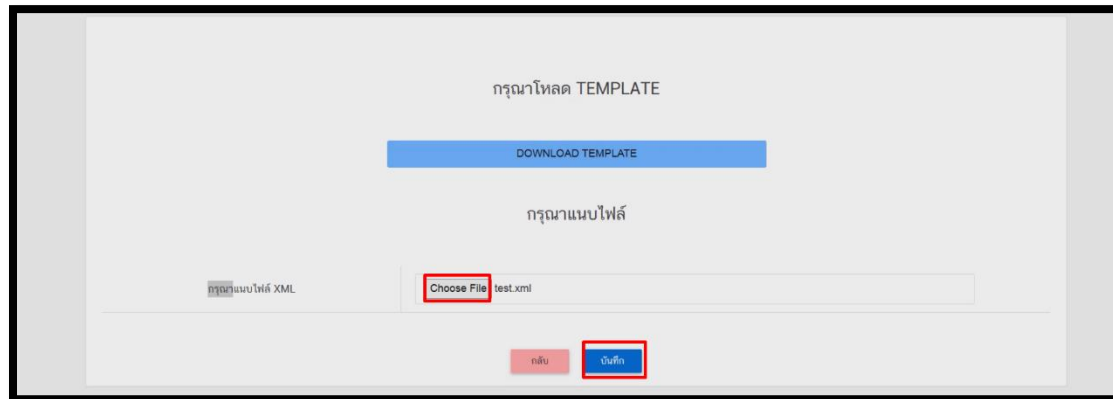 กรุณาโหลด TEMPLATE
DOWNLOAD TEMPLATE
กรุณาแนบไฟล์
กรุณาแนบไฟล์ XML
Choose File test.xml
กลับ บันทึก